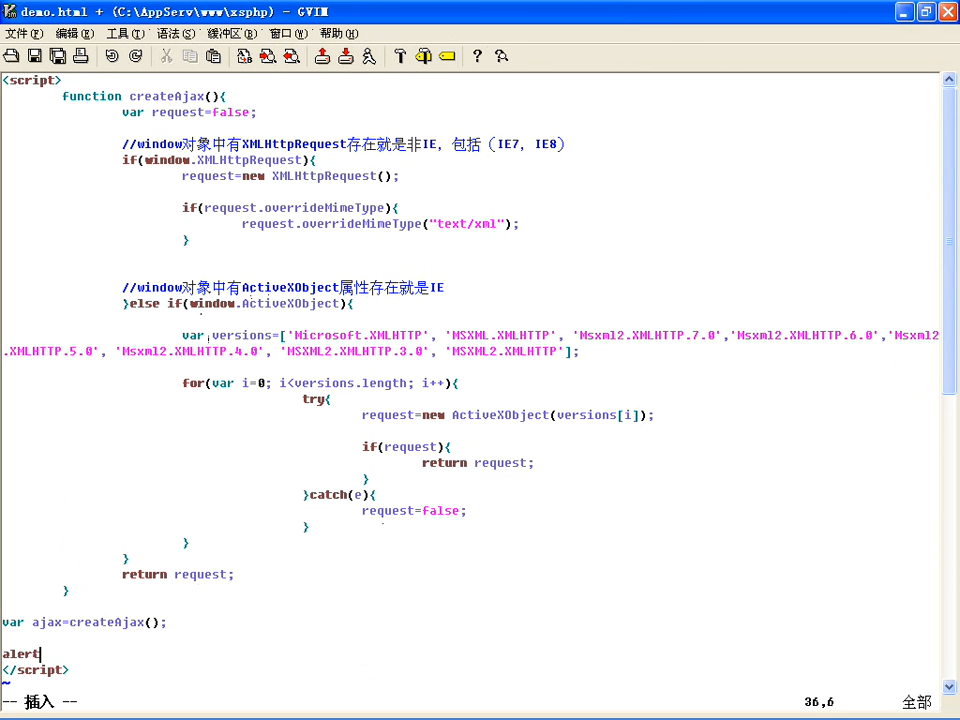 demo.html + (C:\AppServ\www\xsphp) - GVIM
文件(F) 编辑(E) 工具(T) 语法(S) 缓冲区(B) 窗口(W) 帮助(H)
<script>
function createAjax(){
var request=false;
//window对象中有XMLHttpRequest存在就是非IE，包括（IE7，IE8）
if(window.XMLHttpRequest){
request=new XMLHttpRequest();
if(request.overrideMimeType){
request.overrideMimeType("text/xml");
}
//window对象中有ActiveXObject属性存在就是IE
}else if(window.ActiveXObject){
var versions=['Microsoft.XMLHTTP', 'MSXML.XMLHTTP', 'Msxml2.XMLHTTP.7.0','Msxml2.XMLHTTP.6.0','Msxml2
.XMLHTTP.5.0', 'Msxml2.XMLHTTP.4.0', 'MSXML2.XMLHTTP.3.0', 'MSXML2.XMLHTTP'];
for(var i=0; i<versions.length; i++){
try{
request=new ActiveXObject(versions[i]);
if(request){
return request;
}
}catch(e){
request=false;
}
}
}
return request;
}
var ajax=createAjax();
alert
</script>
~
-- 插入 -- 36,6 全部